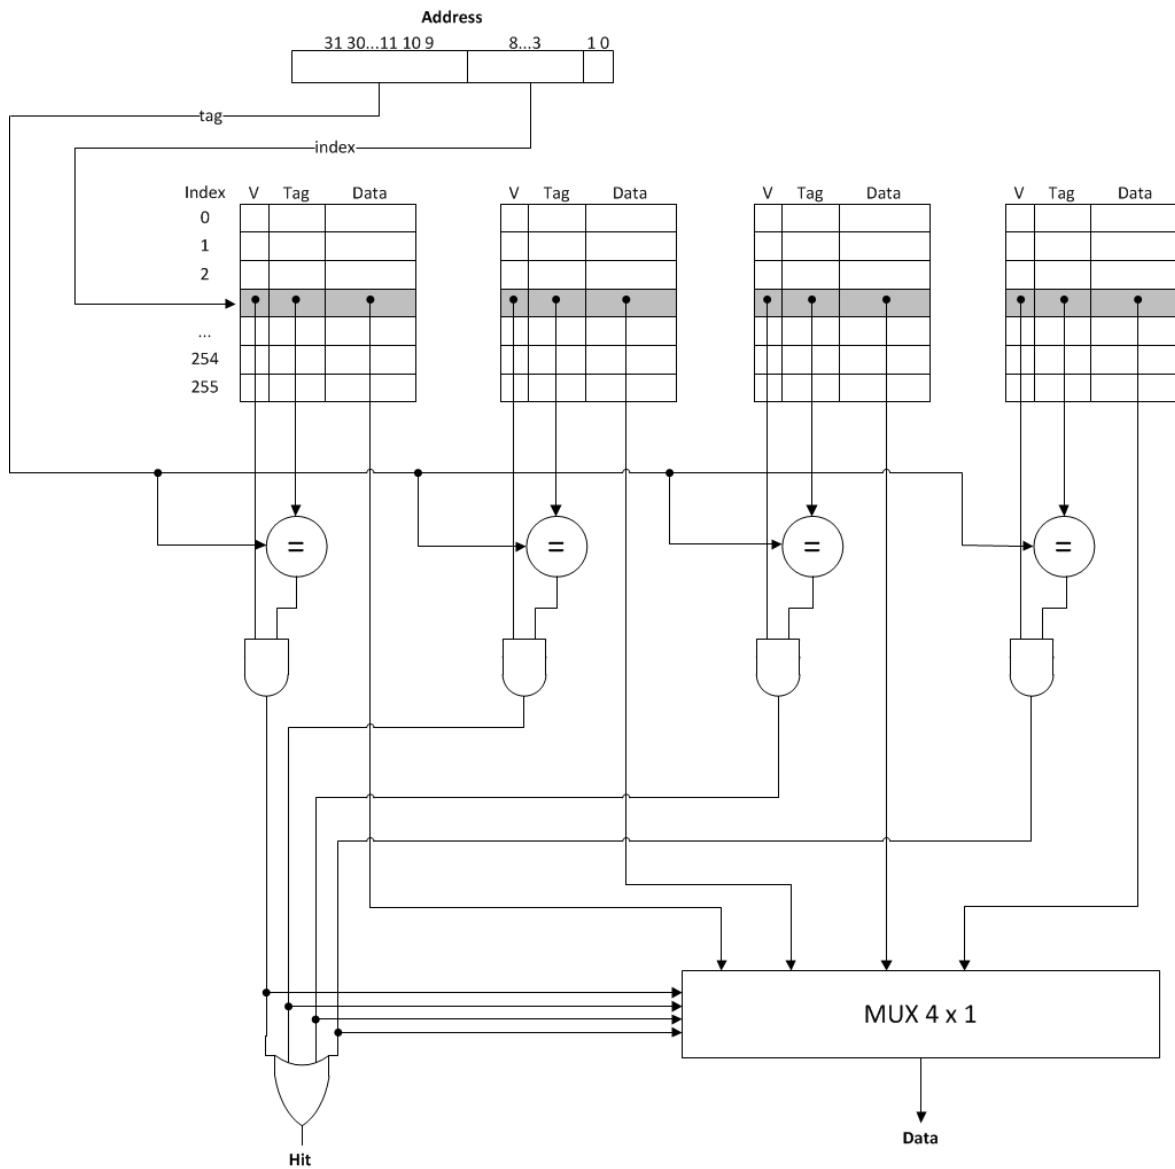 Address
31 30...11 10 9 8...3 1 0
tag
index
Index V Tag Data V Tag Data V Tag Data V Tag Data
0
1
2
...
254
255
= = = =
MUX 4 x 1
Data
Hit